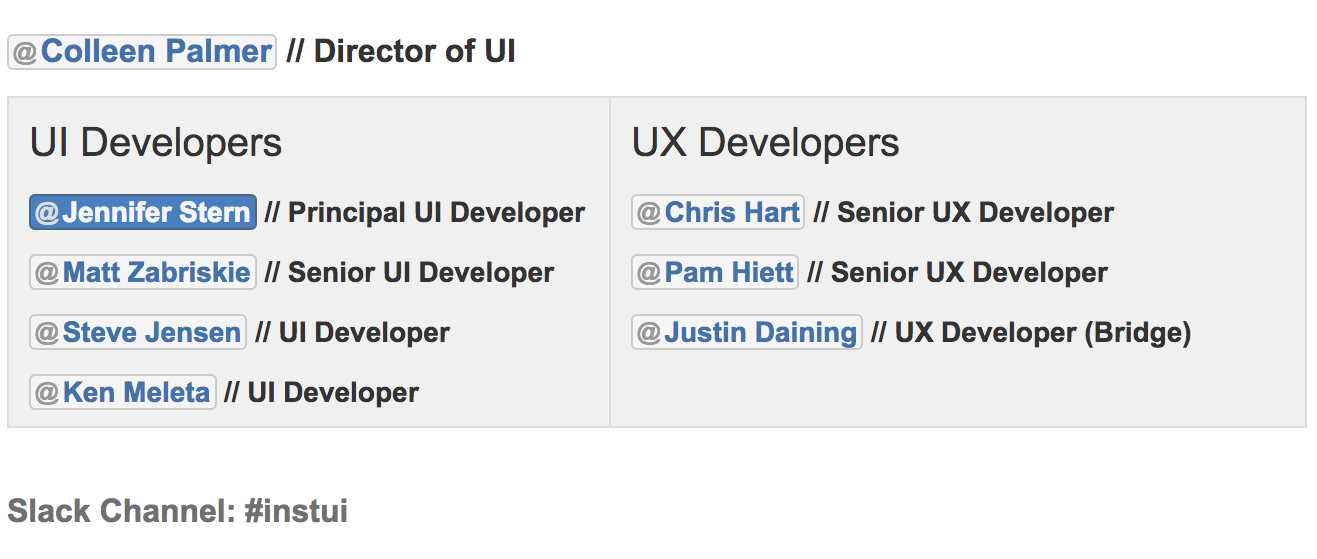 @Colleen Palmer // Director of UI
UI Developers
@Jennifer Stern // Principal UI Developer
@Matt Zabriskie // Senior UI Developer
@Steve Jensen // UI Developer
@Ken Meleta // UI Developer
UX Developers
@Chris Hart // Senior UX Developer
@Pam Hiett // Senior UX Developer
@Justin Daining // UX Developer (Bridge)
Slack Channel: #instui